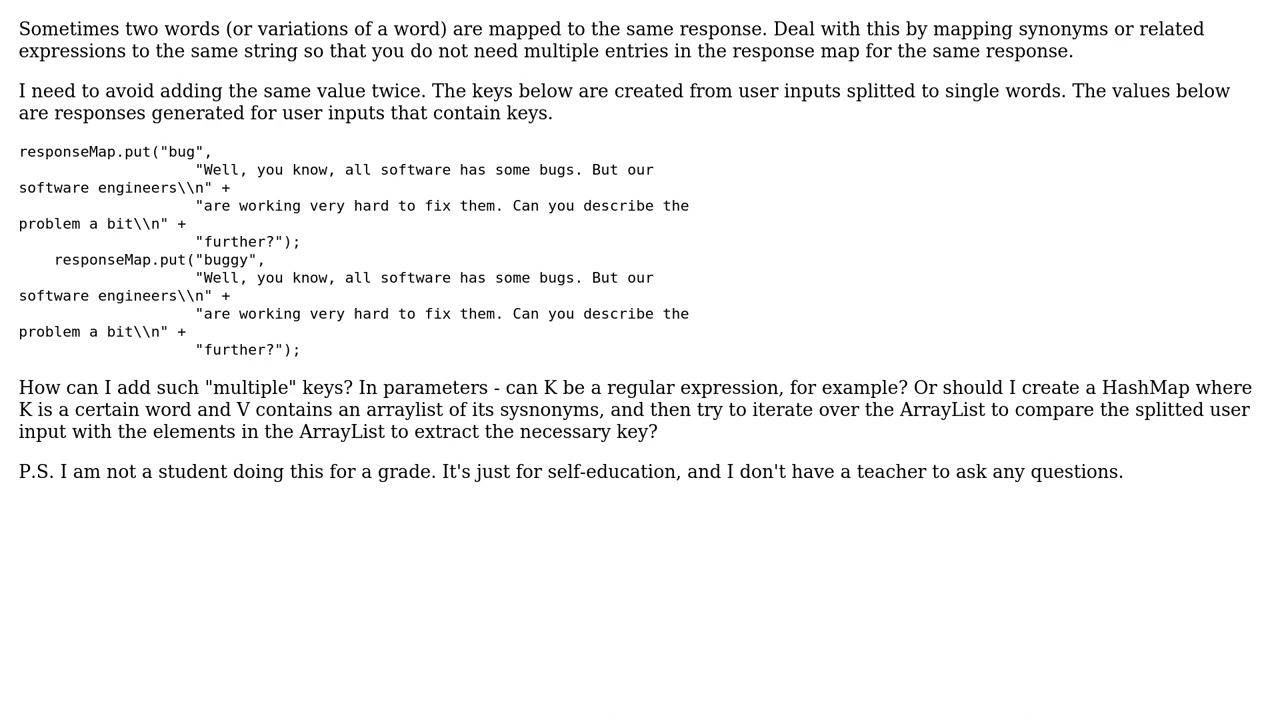 Sometimes two words (or variations of a word) are mapped to the same response. Deal with this by mapping synonyms or related
expressions to the same string so that you do not need multiple entries in the response map for the same response.
I need to avoid adding the same value twice. The keys below are created from user inputs splitted to single words. The values below
are responses generated for user inputs that contain keys.
responseMap.put("bug",
"Well, you know, all software has some bugs. But our
software engineers\\n" +
"are working very hard to fix them. Can you describe the
problem a bit\\n" +
"further?");
responseMap.put("buggy",
"Well, you know, all software has some bugs. But our
software engineers\\n" +
"are working very hard to fix them. Can you describe the
problem a bit\\n" +
"further?");
How can I add such "multiple" keys? In parameters - can K be a regular expression, for example? Or should I create a HashMap where
K is a certain word and V contains an arraylist of its sysnonyms, and then try to iterate over the ArrayList to compare the splitted user
input with the elements in the ArrayList to extract the necessary key?
P.S. I am not a student doing this for a grade. It's just for self-education, and I don't have a teacher to ask any questions.